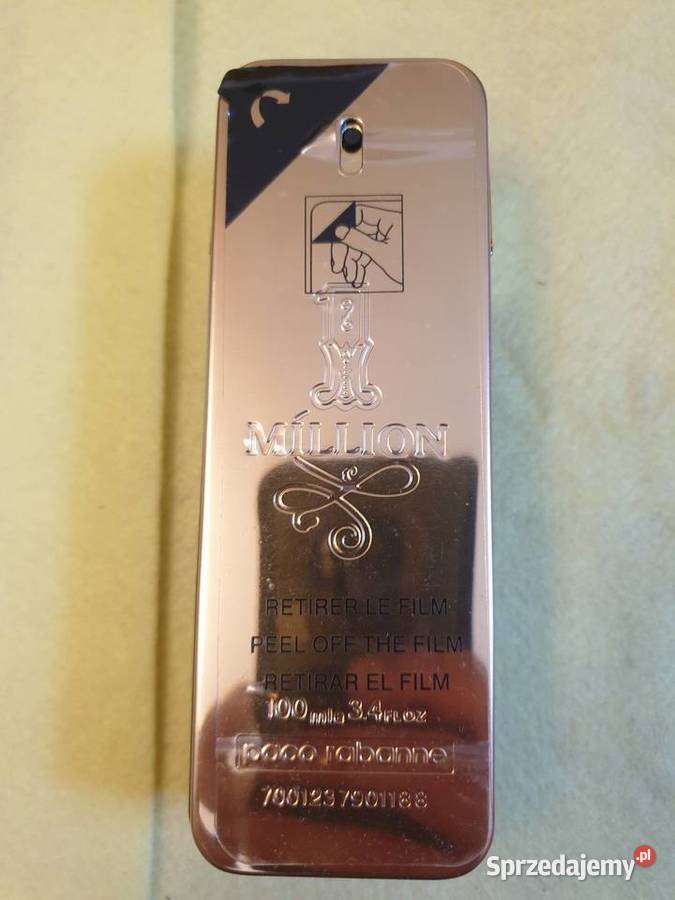 1
MÍLLION
RETIRER LE FILM
PEEL OFF THE FILM
RETIRAR EL FILM
100 ml e 3.4 FL OZ
paco rabanne
7001237901188
Sprzedajemy.pl